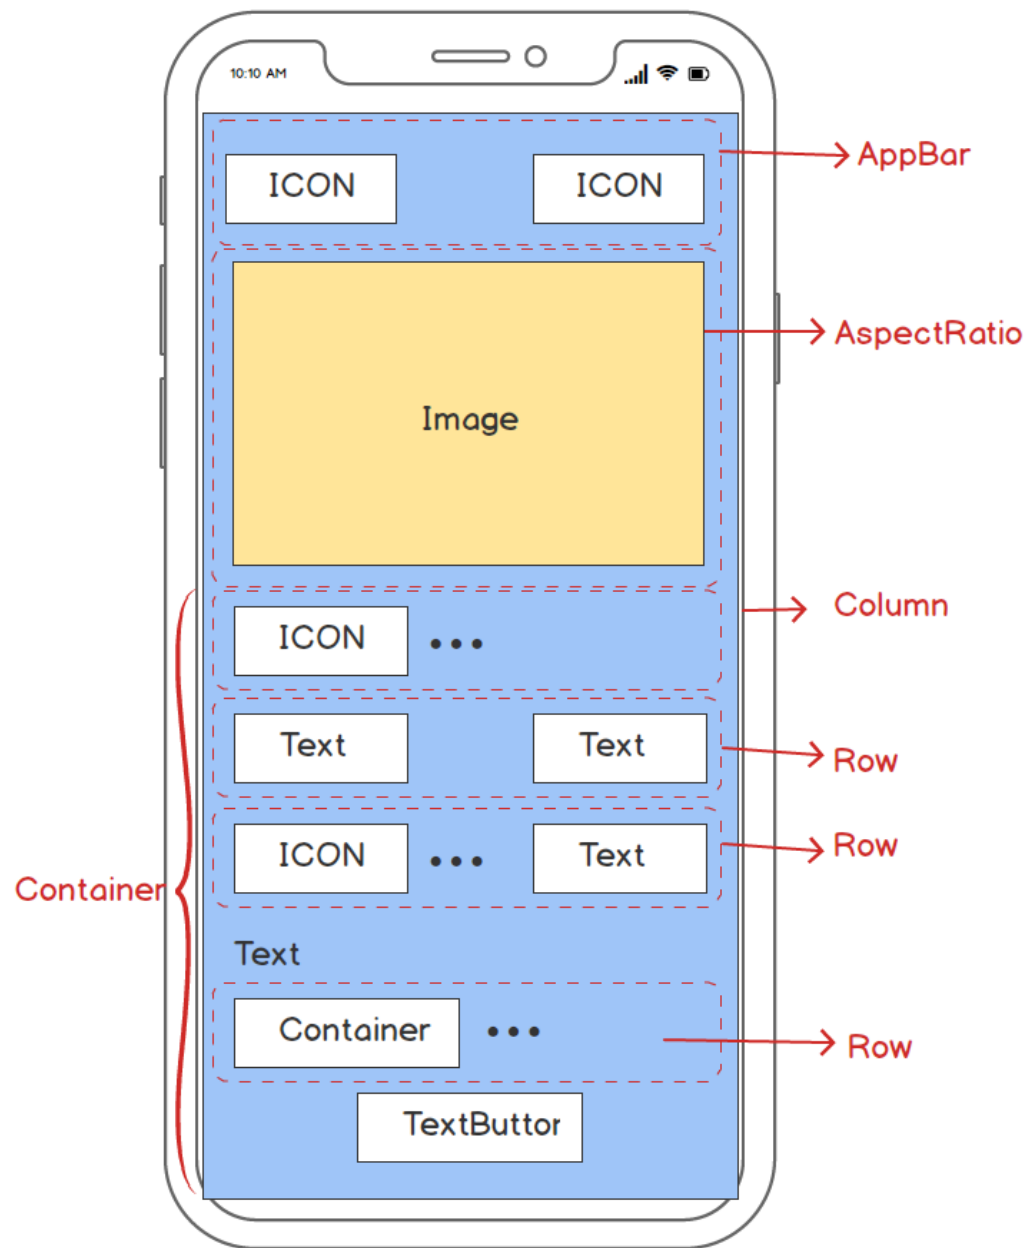 10:10 AM
ICON ICON
AppBar
AspectRatio
Image
Column
ICON •••
Text Text
Row
ICON ••• Text
Row
Container
Text
Container •••
Row
TextButtor